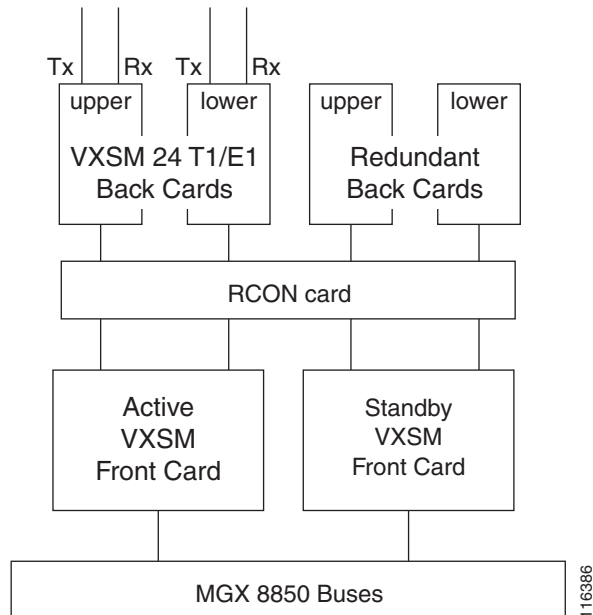 Tx Rx Tx Rx
upper lower upper lower
VXSM 24 T1/E1
Back Cards
Redundant
Back Cards
RCON card
Active
VXSM
Front Card
Standby
VXSM
Front Card
MGX 8850 Buses
116386